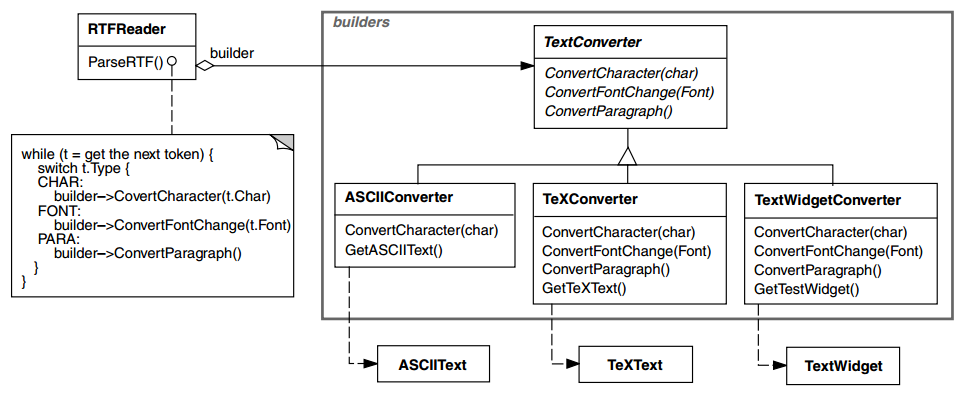 RTFReader
ParseRTF()
builder
while (t = get the next token) {
switch t.Type {
CHAR:
builder–>CovertCharacter(t.Char)
FONT:
builder–>ConvertFontChange(t.Font)
PARA:
builder–>ConvertParagraph()
}
}
builders
TextConverter
ConvertCharacter(char)
ConvertFontChange(Font)
ConvertParagraph()
ASCIIConverter
ConvertCharacter(char)
GetASCIIText()
TeXConverter
ConvertCharacter(char)
ConvertFontChange(Font)
ConvertParagraph()
GetTeXText()
TextWidgetConverter
ConvertCharacter(char)
ConvertFontChange(Font)
ConvertParagraph()
GetTestWidget()
ASCIIText
TeXText
TextWidget